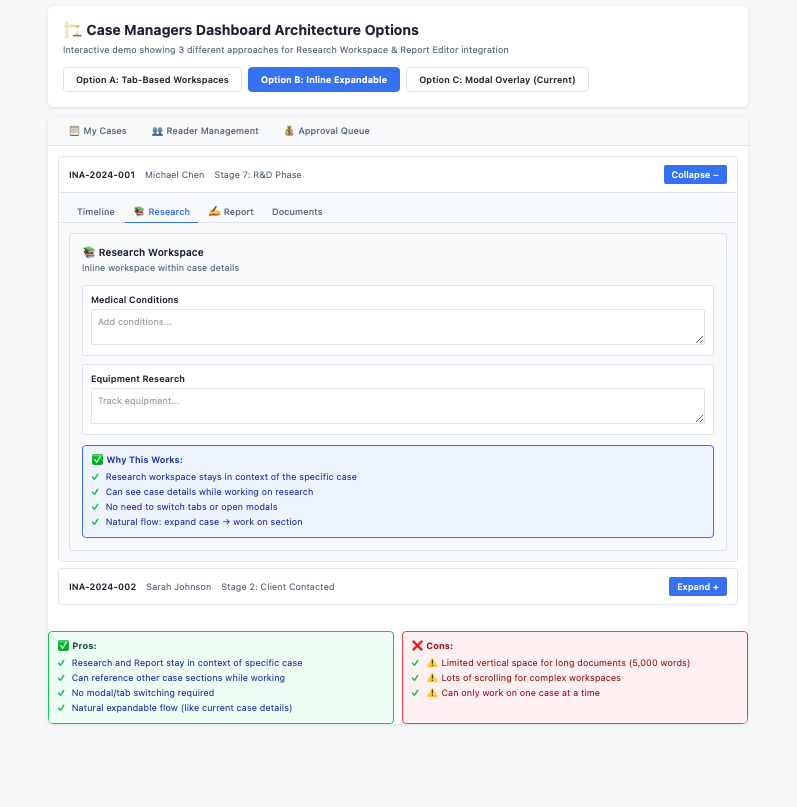 🏗️ Case Managers Dashboard Architecture Options
Interactive demo showing 3 different approaches for Research Workspace & Report Editor integration
Option A: Tab-Based Workspaces
Option B: Inline Expandable
Option C: Modal Overlay (Current)
📋 My Cases
👥 Reader Management
💰 Approval Queue
INA-2024-001 Michael Chen Stage 7: R&D Phase
Collapse −
Timeline
📚 Research
✍️ Report
Documents
📚 Research Workspace
Inline workspace within case details
Medical Conditions
Add conditions...
Equipment Research
Track equipment...
✅ Why This Works:
✓ Research workspace stays in context of the specific case
✓ Can see case details while working on research
✓ No need to switch tabs or open modals
✓ Natural flow: expand case → work on section
INA-2024-002 Sarah Johnson Stage 2: Client Contacted
Expand +
✅ Pros:
✓ Research and Report stay in context of specific case
✓ Can reference other case sections while working
✓ No modal/tab switching required
✓ Natural expandable flow (like current case details)
❌ Cons:
✓ ⚠️ Limited vertical space for long documents (5,000 words)
✓ ⚠️ Lots of scrolling for complex workspaces
✓ ⚠️ Can only work on one case at a time